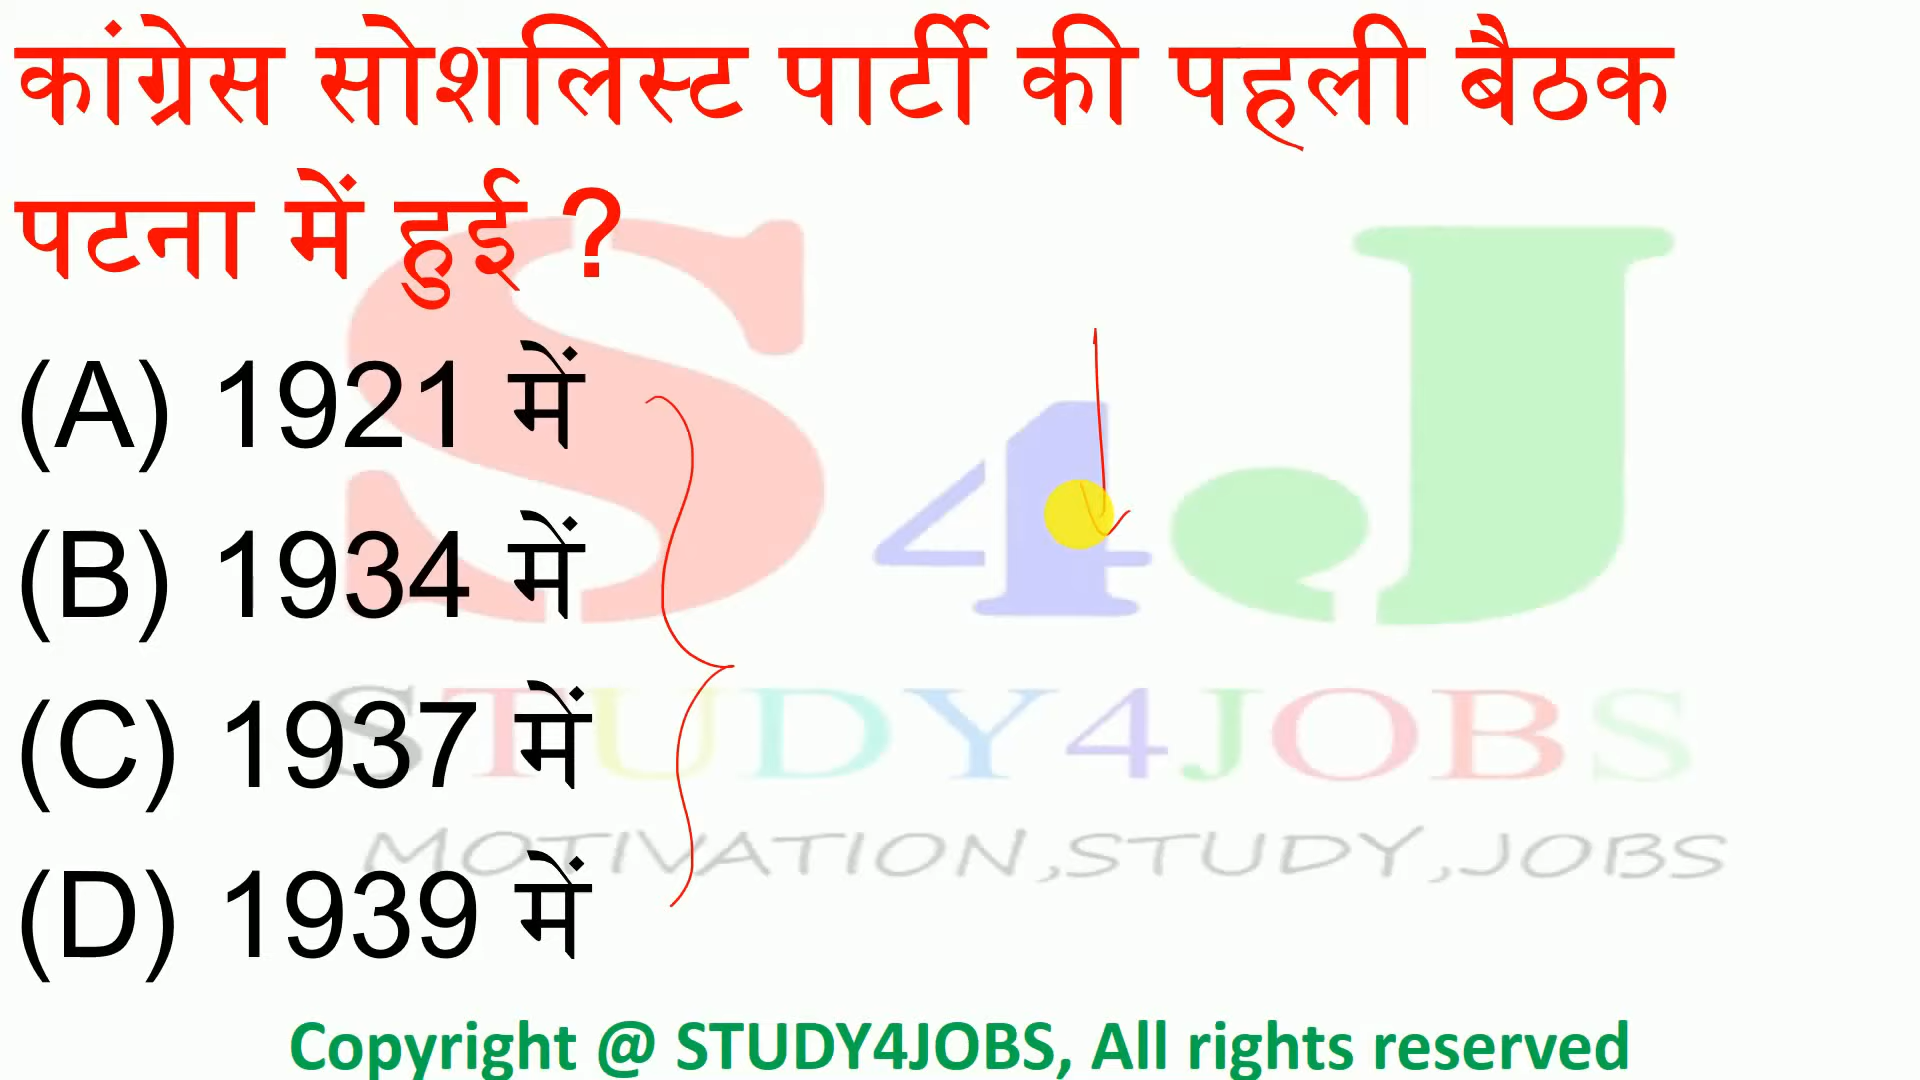 कांग्रेस सोशलिस्ट पार्टी की पहली बैठक
पटना में हुई ?
(A) 1921 में
(B) 1934 में
(C) 1937 में
(D) 1939 में
S4J
STUDY4JOBS
MOTIVATION,STUDY,JOBS
Copyright @ STUDY4JOBS, All rights reserved